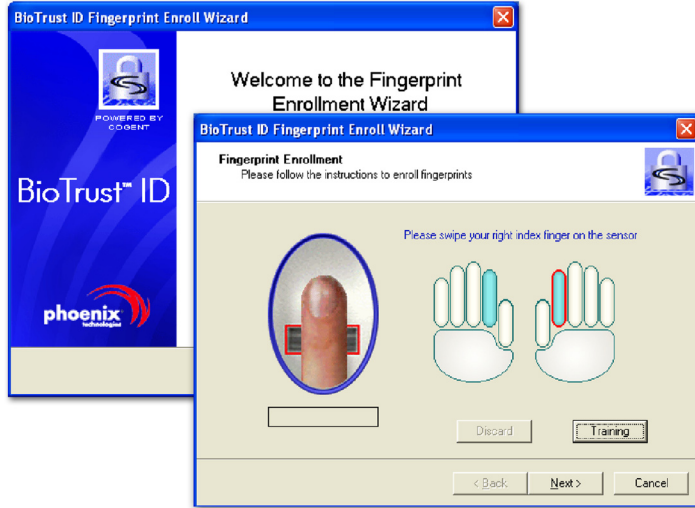 BioTrust ID Fingerprint Enroll Wizard
POWERED BY
COGENT
BioTrust™ ID
phoenix
technologies
Welcome to the Fingerprint
Enrollment Wizard
BioTrust ID Fingerprint Enroll Wizard
Fingerprint Enrollment
Please follow the instructions to enroll fingerprints
Please swipe your right index finger on the sensor
Discard
Training
< Back
Next >
Cancel